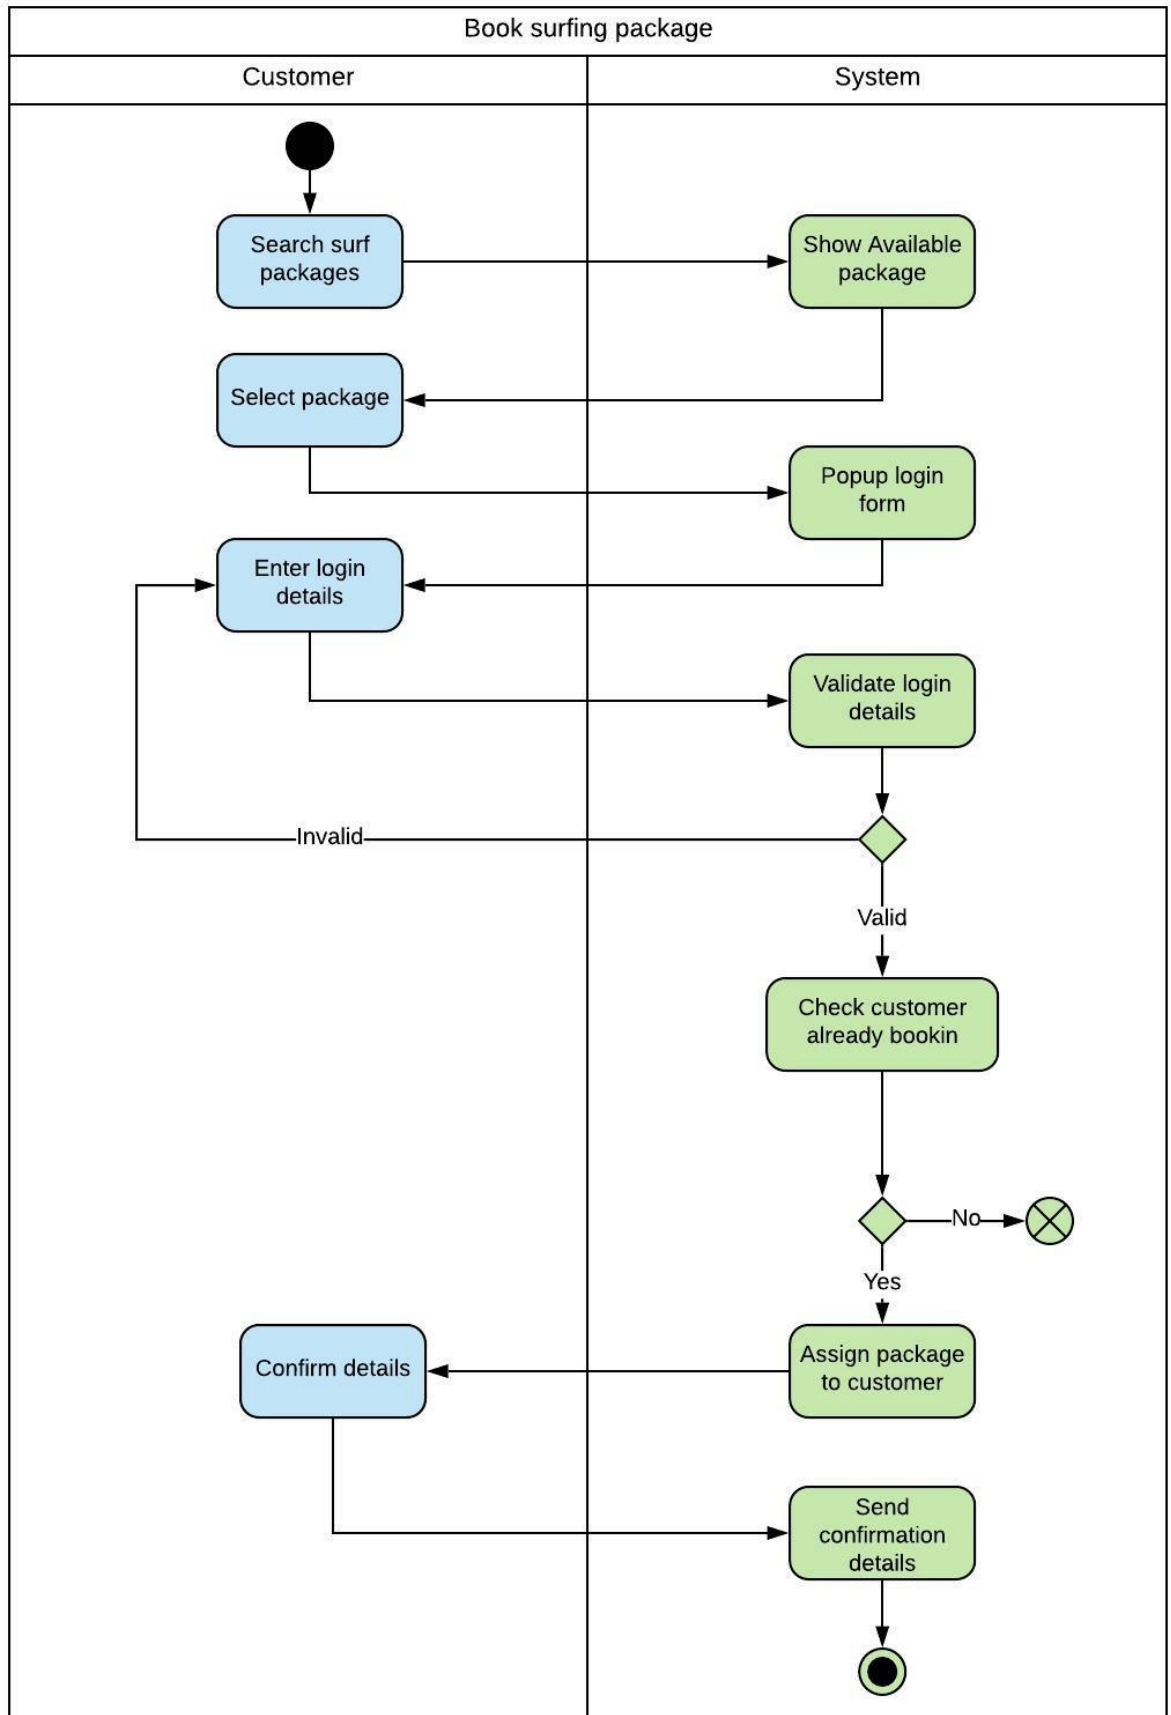 Book surfing package
Customer
System
Search surf
packages
Show Available
package
Select package
Popup login
form
Enter login
details
Validate login
details
Invalid
Valid
Check customer
already bookin
No
Yes
Confirm details
Assign package
to customer
Send
confirmation
details